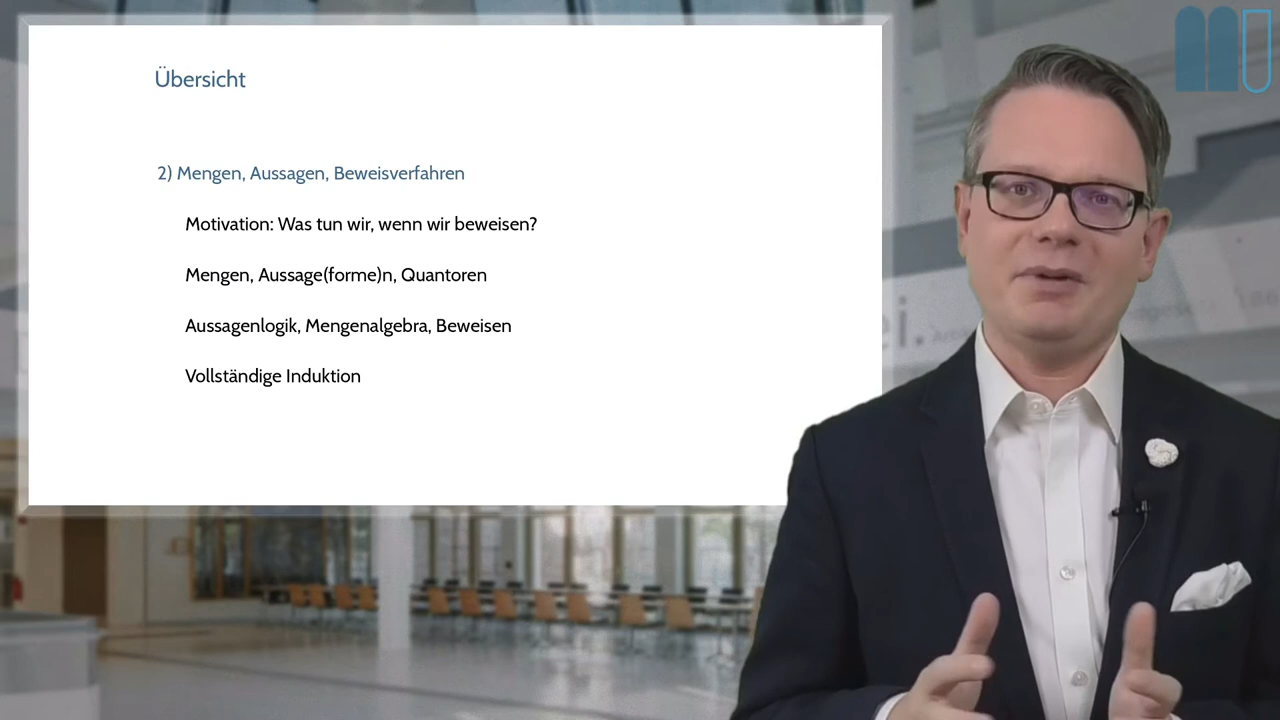 Übersicht
2) Mengen, Aussagen, Beweisverfahren
Motivation: Was tun wir, wenn wir beweisen?
Mengen, Aussage(forme)n, Quantoren
Aussagenlogik, Mengenalgebra, Beweisen
Vollständige Induktion
ei.